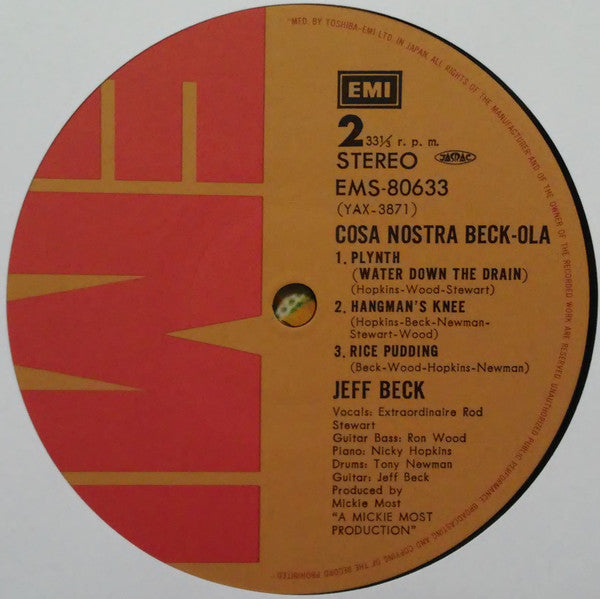 "MFD. BY TOSHIBA-EMI LTD. IN JAPAN. ALL RIGHTS OF THE MANUFACTURER AND OF THE OWNER OF THE RECORDED WORK ARE RESERVED UNAUTHORIZED PUBLIC PERFORMANCE BROADCASTING AND COPYING OF THE RECORD PROHIBITED.
EMI
2 33⅓ r. p. m.
STEREO JASRAC
EMS-80633
(YAX-3871)
COSA NOSTRA BECK-OLA
1. PLYNTH
(WATER DOWN THE DRAIN)
(Hopkins-Wood-Stewart)
2. HANGMAN'S KNEE
(Hopkins-Beck-Newman-
Stewart-Wood)
3. RICE PUDDING
(Beck-Wood-Hopkins-Newman)
JEFF BECK
Vocals: Extraordinaire Rod
Stewart
Guitar Bass: Ron Wood
Piano: Nicky Hopkins
Drums: Tony Newman
Guitar: Jeff Beck
Produced by
Mickie Most
"A MICKIE MOST
PRODUCTION"
EMI